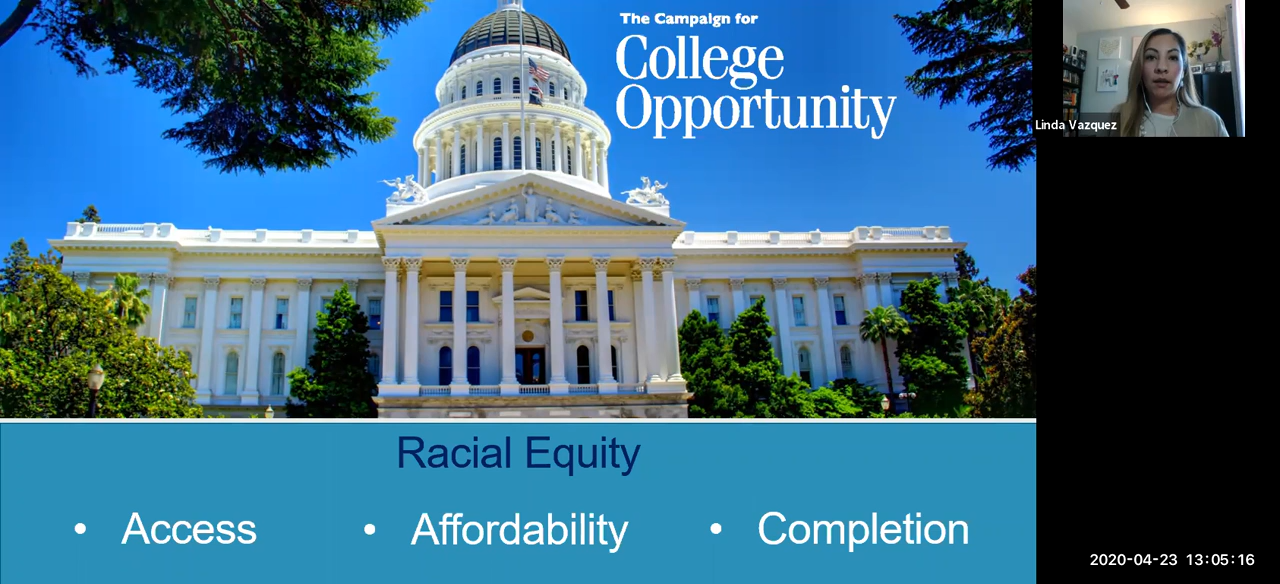 The Campaign for
College
Opportunity
Linda Vazquez
Racial Equity
• Access • Affordability • Completion
2020-04-23 13:05:16